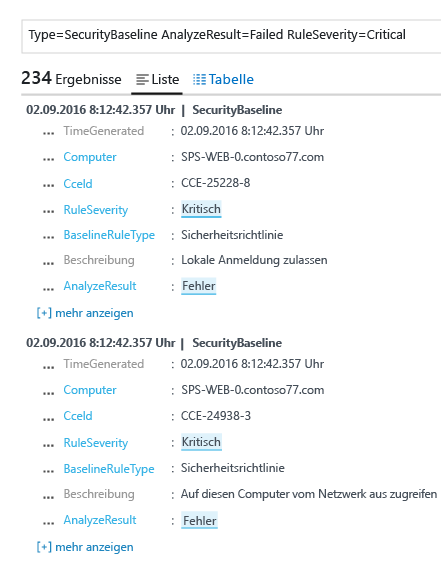 Type=SecurityBaseline AnalyzeResult=Failed RuleSeverity=Critical
234 Ergebnisse Liste Tabelle
02.09.2016 8:12:42.357 Uhr | SecurityBaseline
... TimeGenerated : 02.09.2016 8:12:42.357 Uhr
... Computer : SPS-WEB-0.contoso77.com
... CceId : CCE-25228-8
... RuleSeverity : Kritisch
... BaselineRuleType : Sicherheitsrichtlinie
... Beschreibung : Lokale Anmeldung zulassen
... AnalyzeResult : Fehler
[+] mehr anzeigen
02.09.2016 8:12:42.357 Uhr | SecurityBaseline
... TimeGenerated : 02.09.2016 8:12:42.357 Uhr
... Computer : SPS-WEB-0.contoso77.com
... CceId : CCE-24938-3
... RuleSeverity : Kritisch
... BaselineRuleType : Sicherheitsrichtlinie
... Beschreibung : Auf diesen Computer vom Netzwerk aus zugreifen
... AnalyzeResult : Fehler
[+] mehr anzeigen